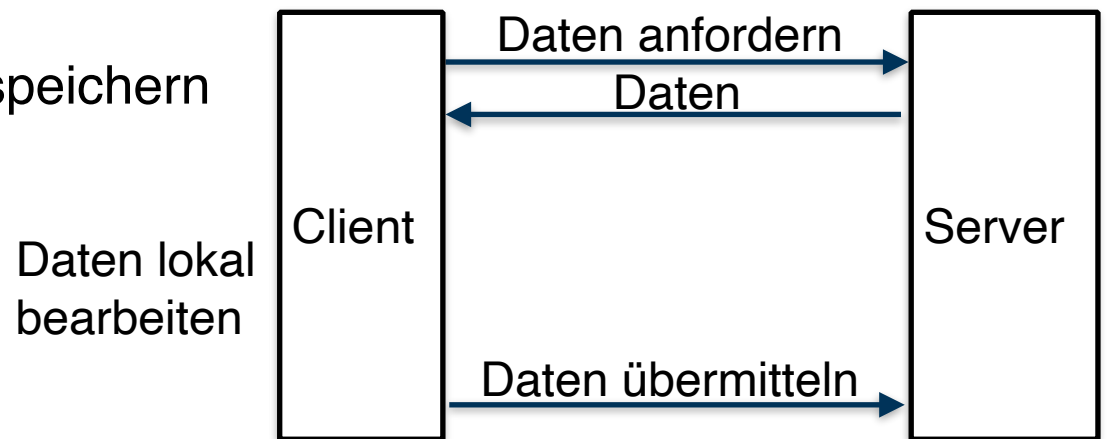 Daten anfordern
speichern
Daten
Client
Server
Daten lokal
bearbeiten
Daten übermitteln